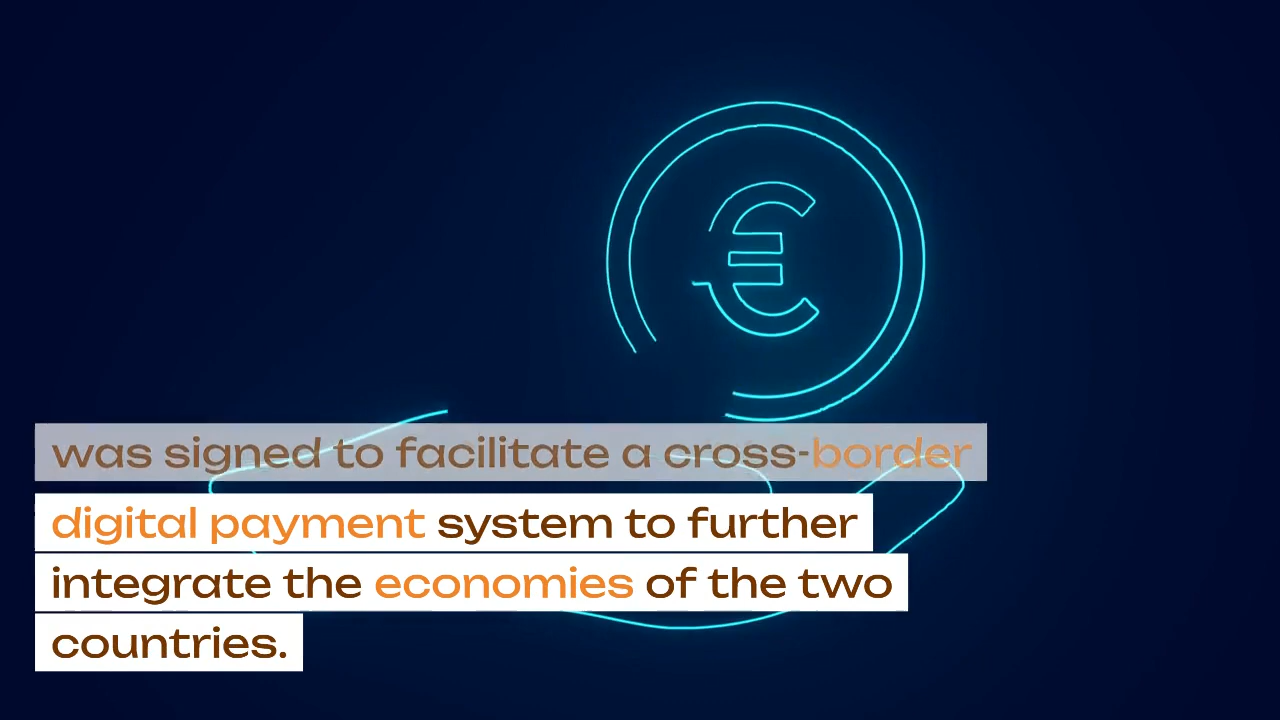 was signed to facilitate a cross-border
digital payment system to further
integrate the economies of the two
countries.